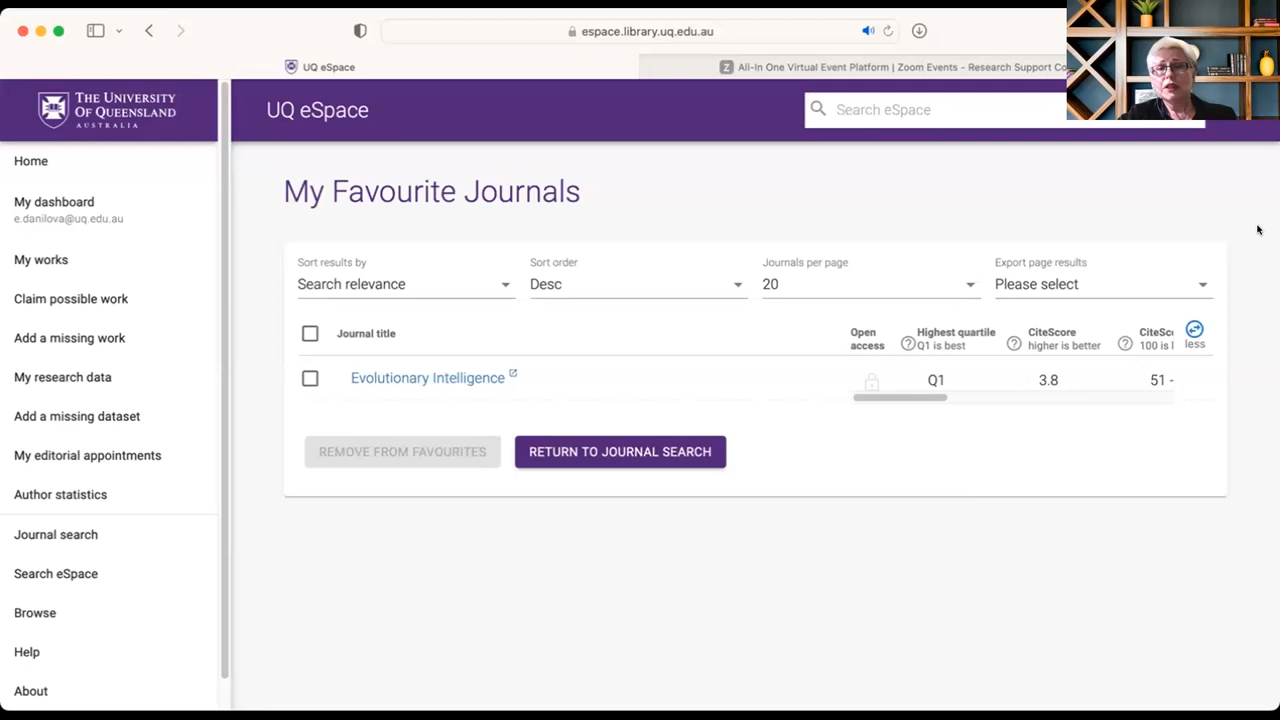 espace.library.uq.edu.au
UQ eSpace
Z All-In One Virtual Event Platform | Zoom Events - Research Support Co
THE UNIVERSITY
OF QUEENSLAND
AUSTRALIA
UQ eSpace
Search eSpace
Home
My dashboard
e.danilova@uq.edu.au
My works
Claim possible work
Add a missing work
My research data
Add a missing dataset
My editorial appointments
Author statistics
Journal search
Search eSpace
Browse
Help
About
My Favourite Journals
Sort results by
Search relevance
Sort order
Desc
Journals per page
20
Export page results
Please select
Journal title
Open
access
Highest quartile
Q1 is best
CiteScore
higher is better
CiteSc
100 is
less
Evolutionary Intelligence
Q1
3.8
51 -
REMOVE FROM FAVOURITES
RETURN TO JOURNAL SEARCH